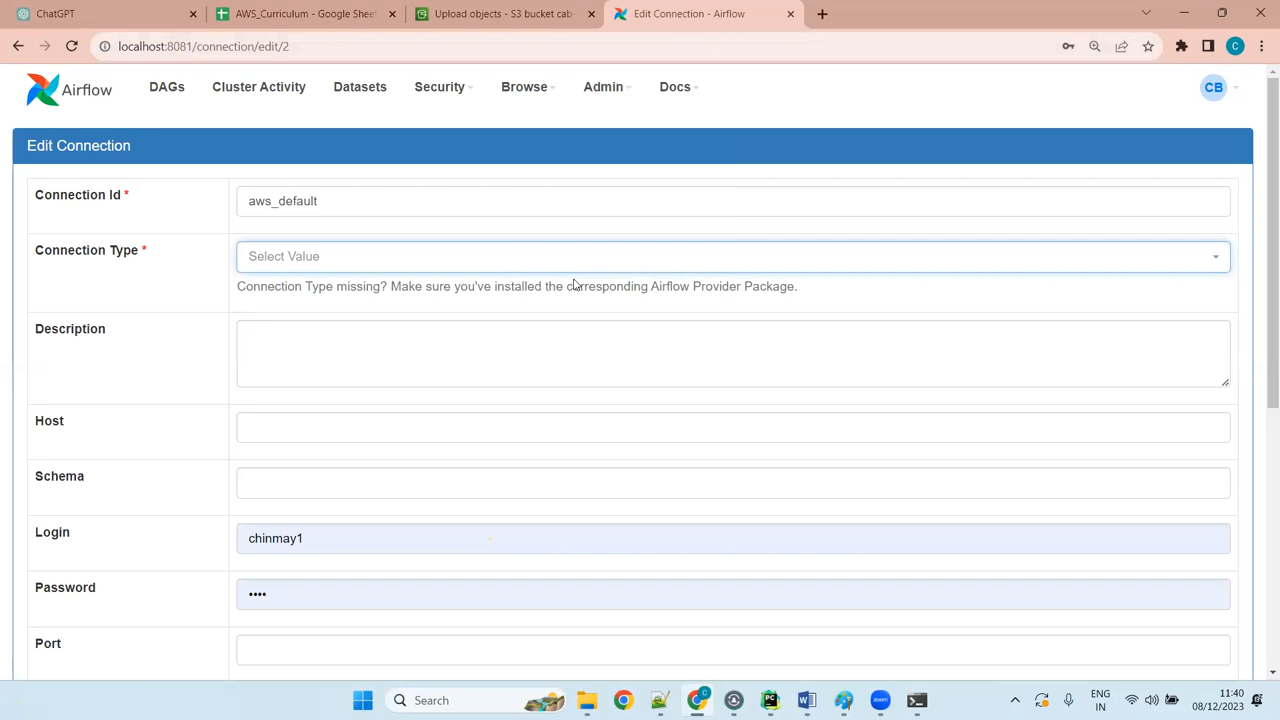 ChatGPT
AWS_Curriculum - Google Sheet
Upload objects - S3 bucket cab-
Edit Connection - Airflow
localhost:8081/connection/edit/2
C
Airflow
DAGs
Cluster Activity
Datasets
Security
Browse
Admin
Docs
CB
Edit Connection
Connection Id *
aws_default
Connection Type *
Select Value
Connection Type missing? Make sure you've installed the corresponding Airflow Provider Package.
Description
Host
Schema
Login
chinmay1
Password
••••
Port
Search
C
PC
W
zoom
ENG
IN
11:40
08/12/2023